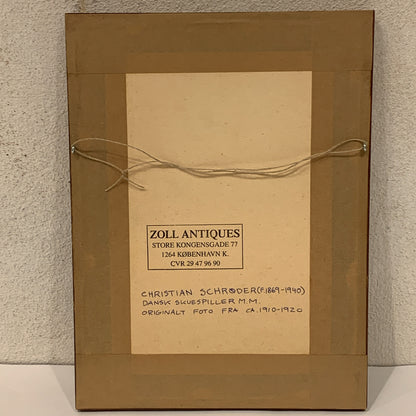 ZOLL ANTIQUES
STORE KONGENSGADE 77
1264 KØBENHAVN K.
CVR 29 47 96 90
CHRISTIAN SCHRØDER (F. 1869-1940)
DANSK SKUESPILLER M.M.
ORIGINALT FOTO FRA CA. 1910-1920